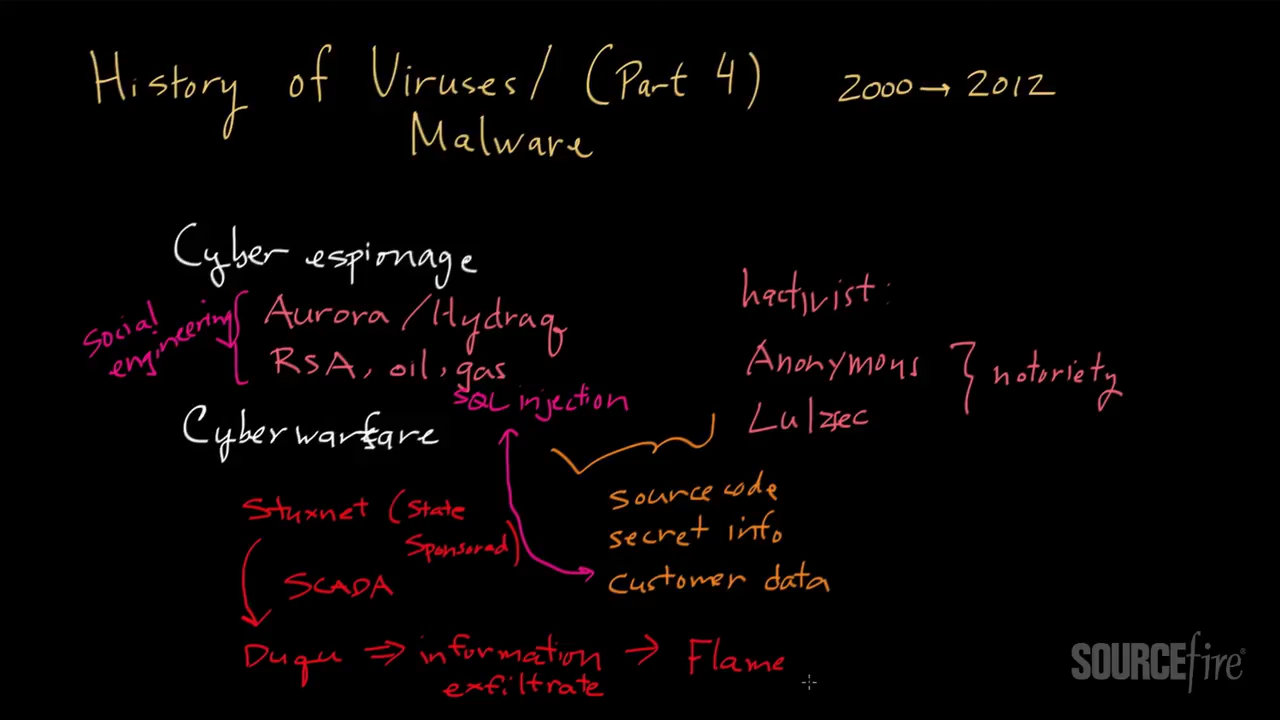 History of Viruses/ (Part 4) 2000 → 2012
Malware
Cyber espionage
Social
engineering
Aurora / Hydraq
RSA, oil, gas
SQL injection
Cyber warfare
Stuxnet (State
Sponsored)
SCADA
Duqu ⇒ information → Flame
exfiltrate
hactivist:
Anonymous
Lulzsec
notoriety
source code
secret info
customer data
SOURCEfire®